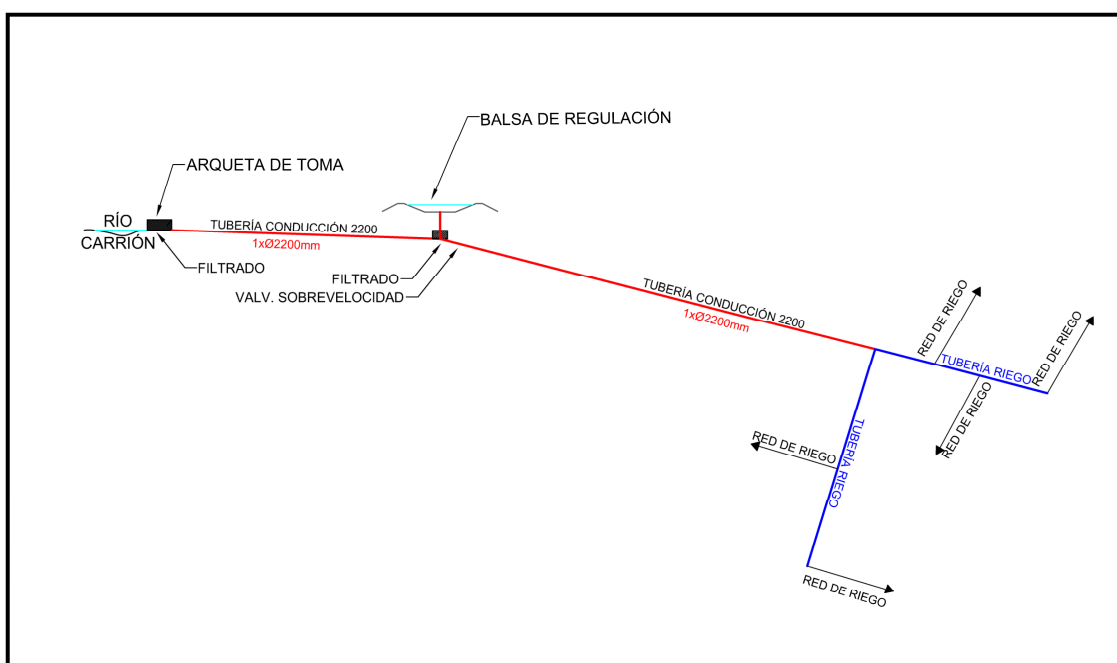 BALSA DE REGULACIÓN
ARQUETA DE TOMA
RÍO
CARRIÓN
TUBERÍA CONDUCCIÓN 2200
1xØ2200mm
FILTRADO
FILTRADO
VALV. SOBREVELOCIDAD
TUBERÍA CONDUCCIÓN 2200
1xØ2200mm
RED DE RIEGO
RED DE RIEGO
TUBERÍA RIEGO
RED DE RIEGO
RED DE RIEGO
TUBERÍA RIEGO
RED DE RIEGO